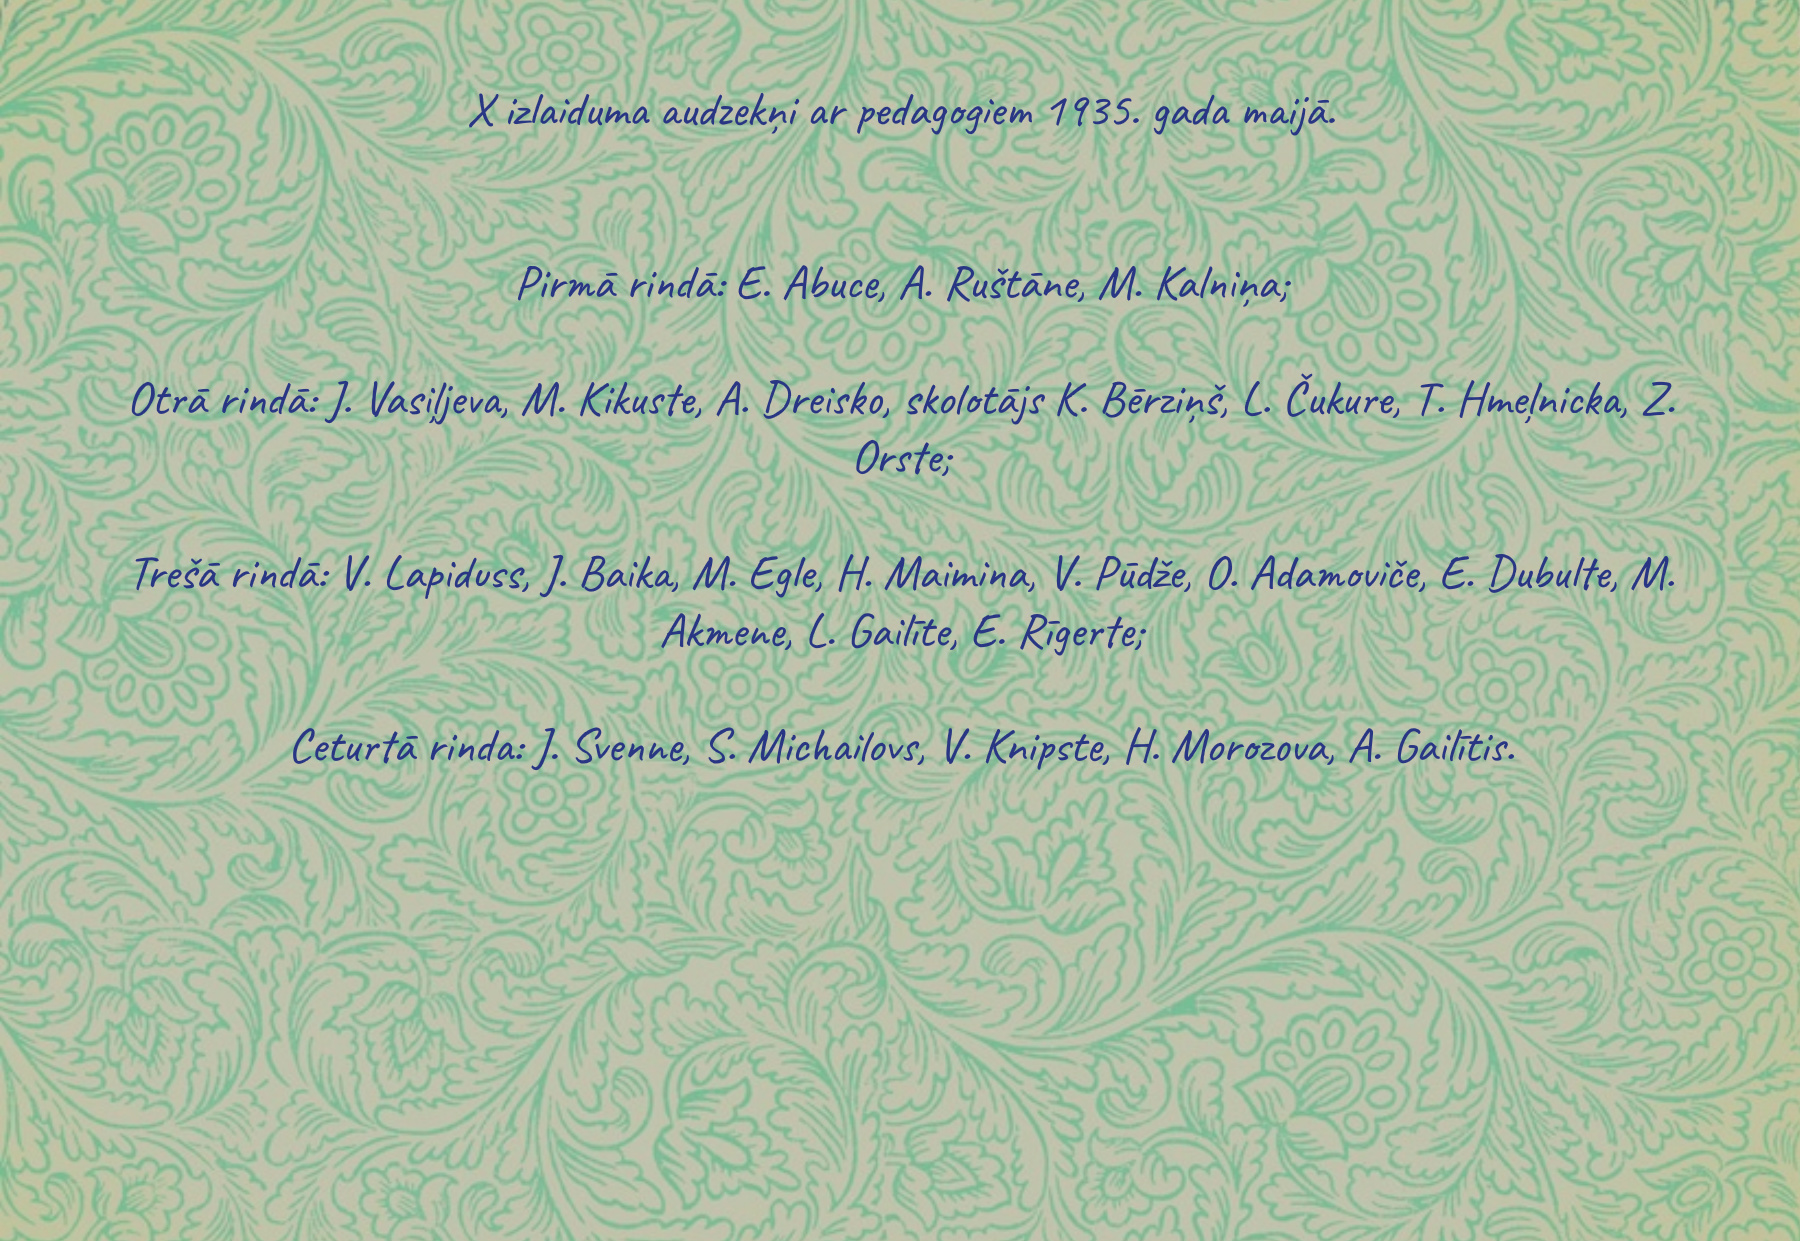 X izlaiduma audzekņi ar pedagogiem 1935. gada maijā.
Pirmā rindā: E. Abuce, A. Ruštāne, M. Kalniņa;
Otrā rindā: J. Vasiļjeva, M. Kikuste, A. Dreisko, skolotājs K. Bērziņš, L. Čukure, T. Hmeļnicka, Z.
Orste;
Trešā rindā: V. Lapiduss, J. Baika, M. Egle, H. Maimina, V. Pūdže, O. Adamoviče, E. Dubulte, M.
Akmene, L. Gailīte, E. Rīgerte;
Ceturtā rinda: J. Svenne, S. Michailovs, V. Knipste, H. Morozova, A. Gailītis.